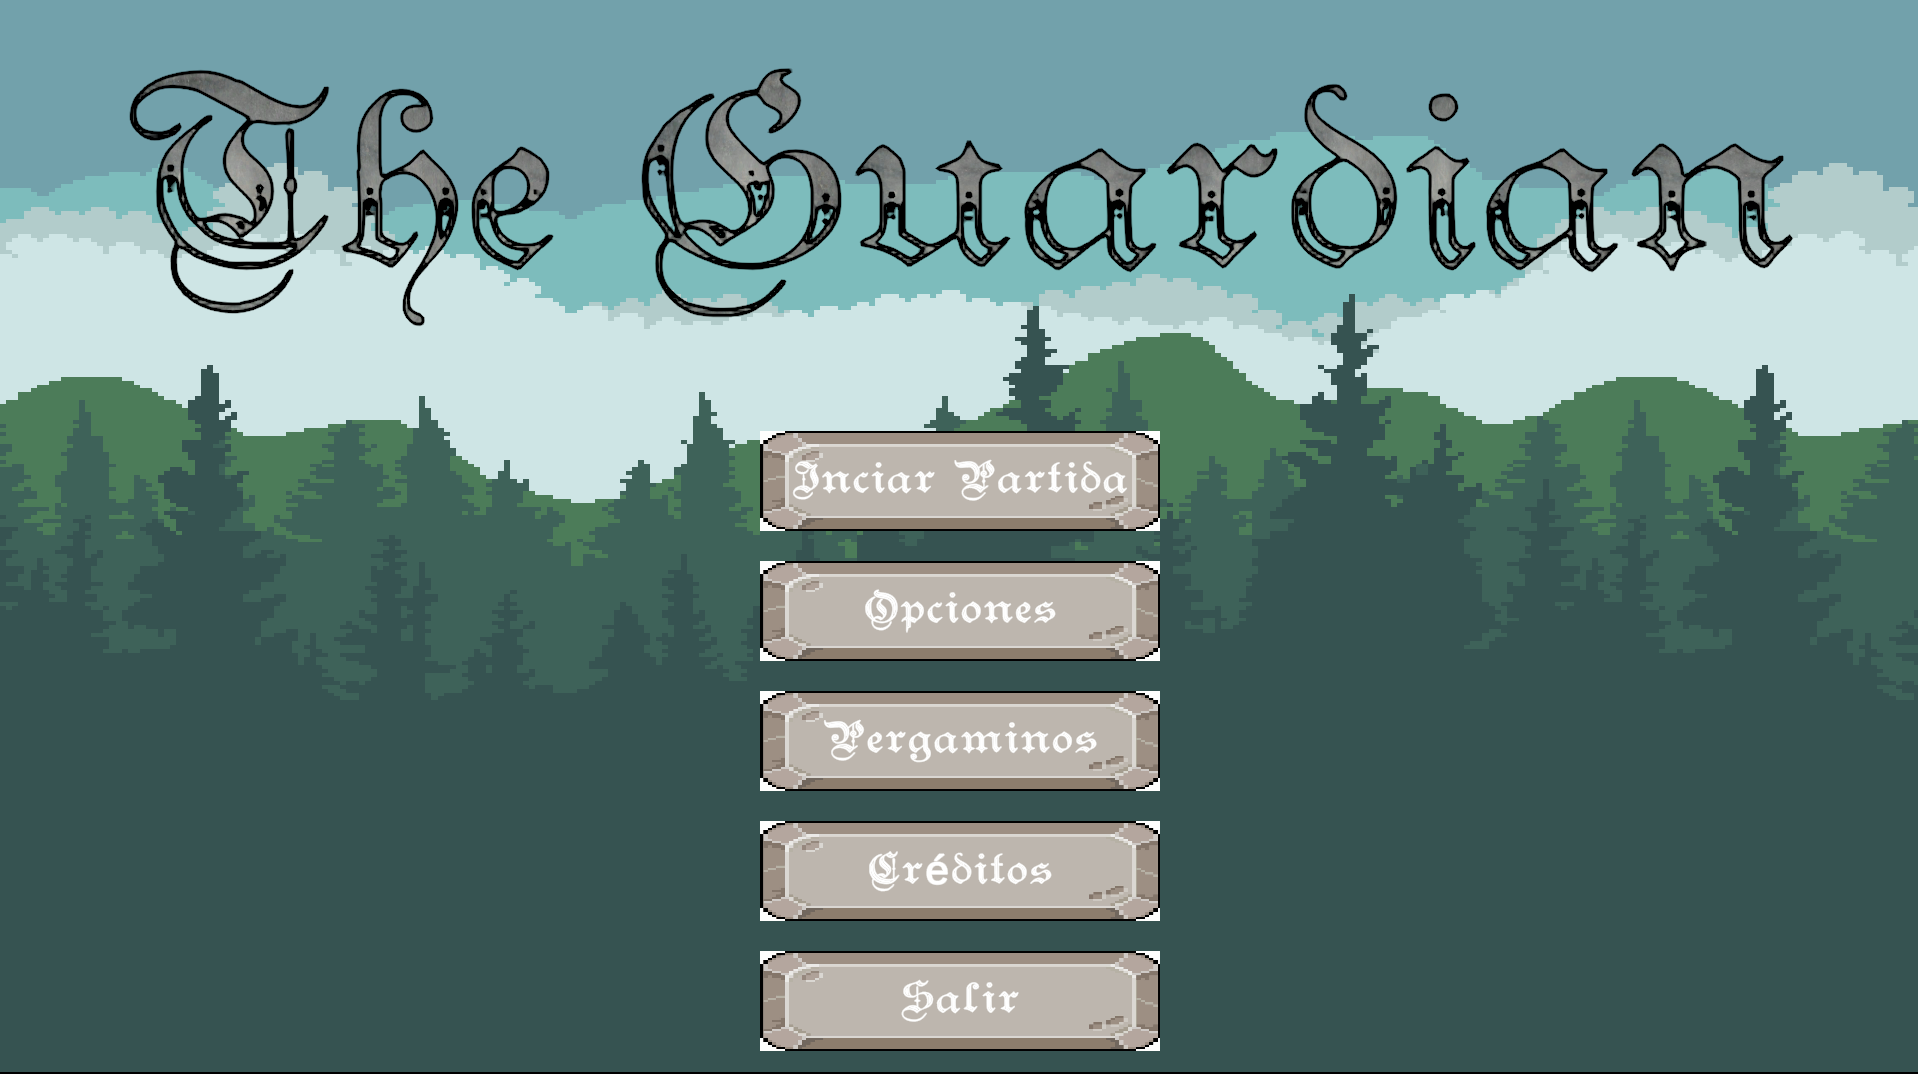 The Guardian
Inciar Partida
Opciones
Pergaminos
Créditos
Salir